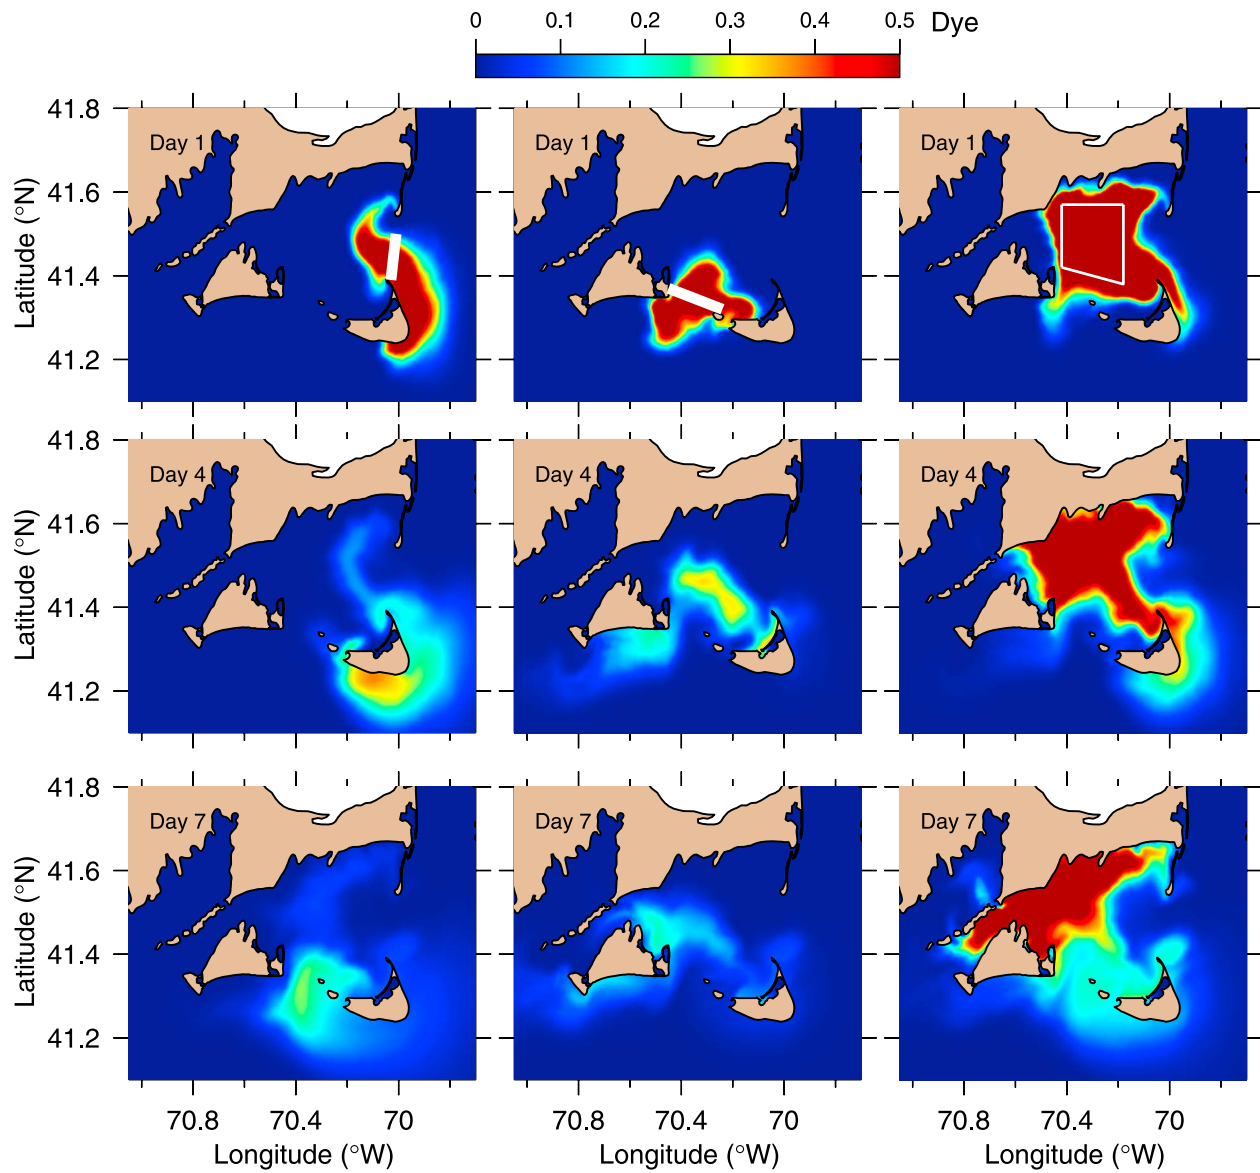 0 0.1 0.2 0.3 0.4 0.5 Dye
41.8
41.6
41.4
41.2
Latitude (°N)
Day 1
Day 1
Day 1
41.8
41.6
41.4
41.2
Latitude (°N)
Day 4
Day 4
Day 4
41.8
41.6
41.4
41.2
Latitude (°N)
Day 7
Day 7
Day 7
70.8 70.4 70 70.8 70.4 70 70.8 70.4 70
Longitude (°W) Longitude (°W) Longitude (°W)